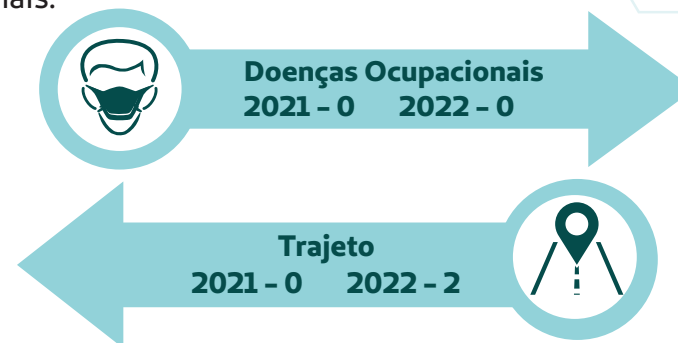 Doenças Ocupacionais
2021 – 0 2022 – 0
Trajeto
2021 – 0 2022 – 2